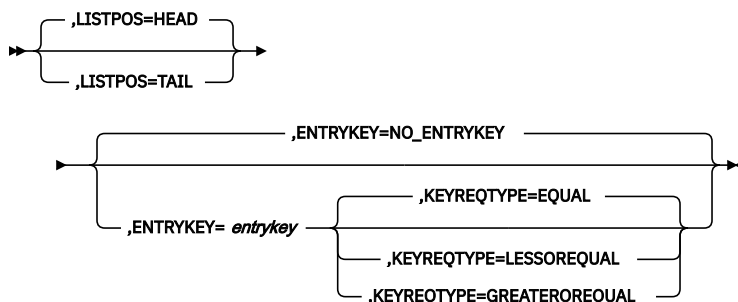 ,LISTPOS=HEAD
,LISTPOS=TAIL
,ENTRYKEY=NO_ENTRYKEY
,KEYREQTYPE=EQUAL
,ENTRYKEY= entrykey
,KEYREQTYPE=LESSOREQUAL
,KEYREQTYPE=GREATEROREQUAL